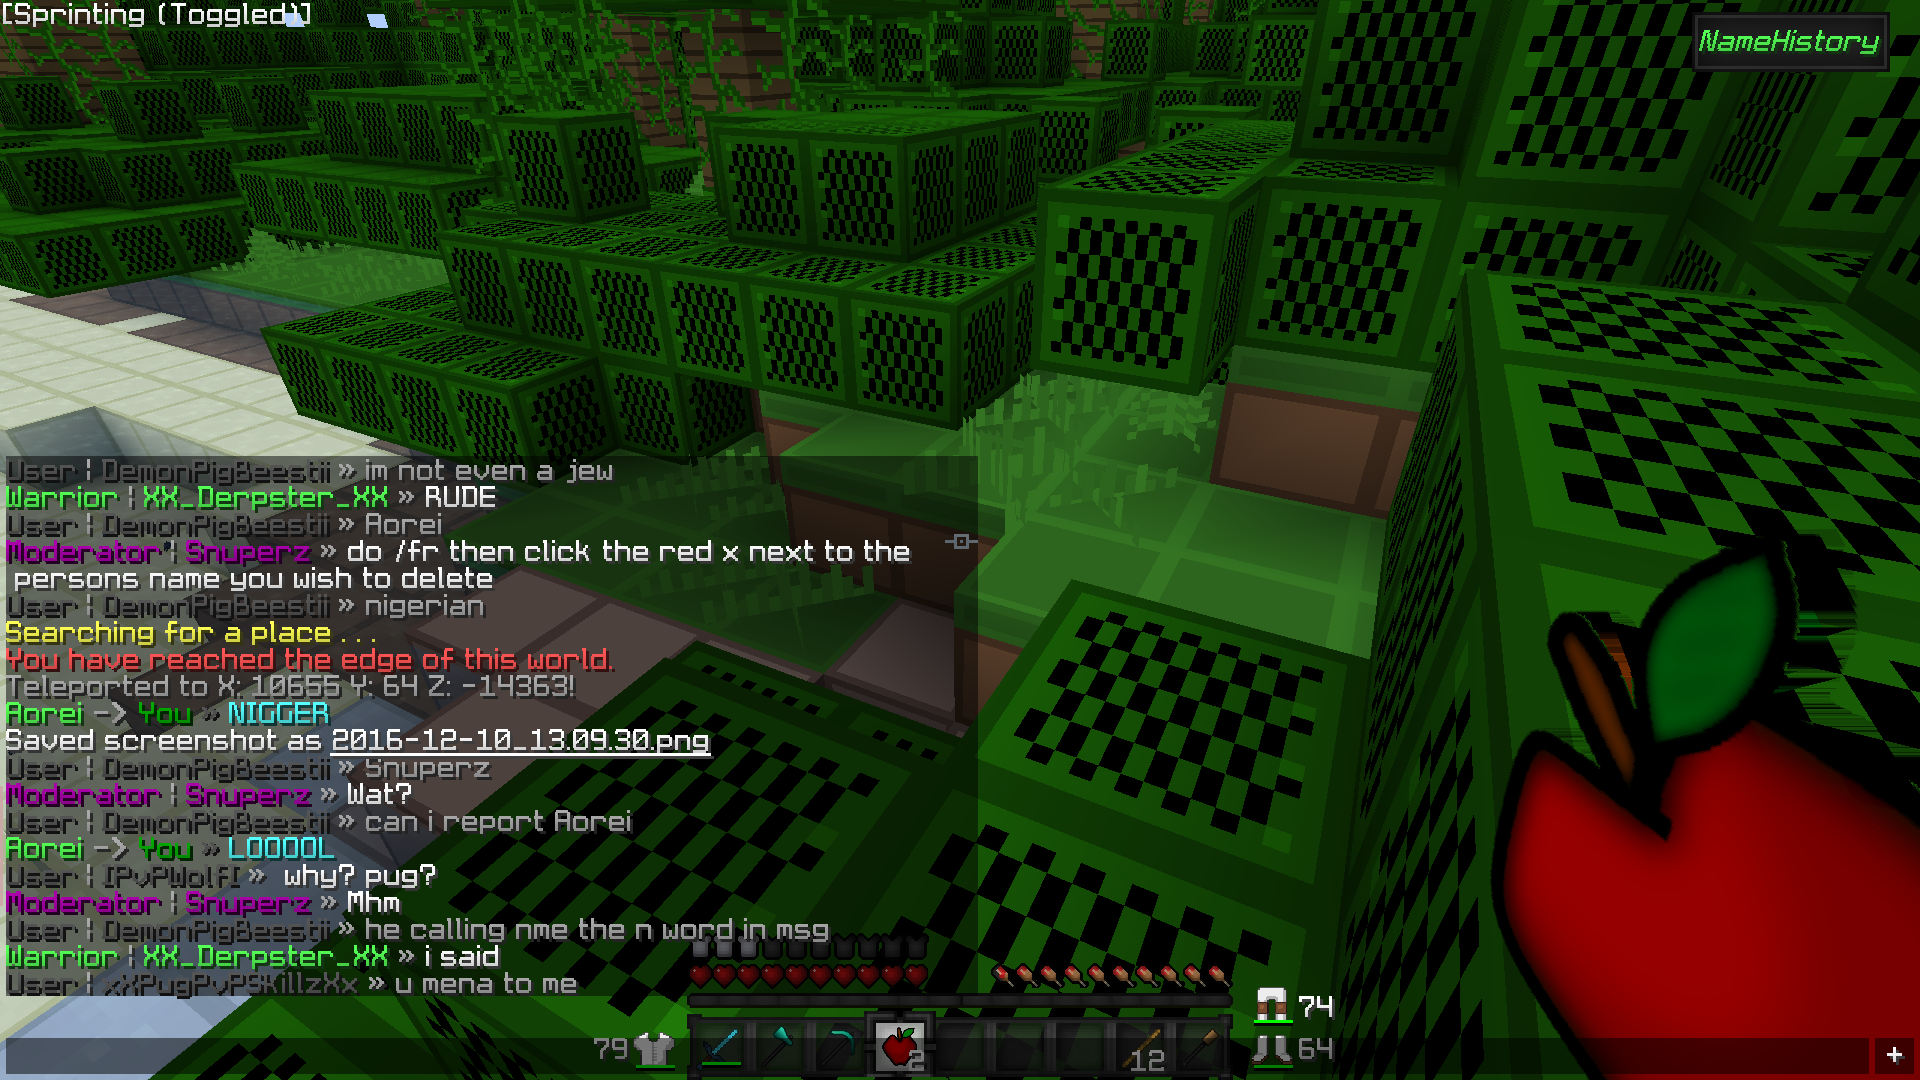 [Sprinting (Toggled)]
NameHistory
User ¦ DemonPigBeestii » im not even a jew
Warrior ¦ XX_Derpster_XX » RUDE
User ¦ DemonPigBeestii » Aorei
Moderator ¦ Snuperz » do /fr then click the red x next to the
persons name you wish to delete
User ¦ DemonPigBeestii » nigerian
Searching for a place . . .
You have reached the edge of this world.
Teleported to X: 10655 Y: 64 Z: -14363!
Aorei -> You » NIGGER
Saved screenshot as 2016-12-10_13.09.30.png
User ¦ DemonPigBeestii » Snuperz
Moderator ¦ Snuperz » Wat?
User ¦ DemonPigBeestii » can i report Aorei
Aorei -> You » LOOOOL
User ¦ IPvPWolfI » why? pug?
Moderator ¦ Snuperz » Mhm
User ¦ DemonPigBeestii » he calling nme the n word in msg
Warrior ¦ XX_Derpster_XX » i said
User ¦ xXPugPvPSkillzXx » u mena to me
74
79
2
12
64
+